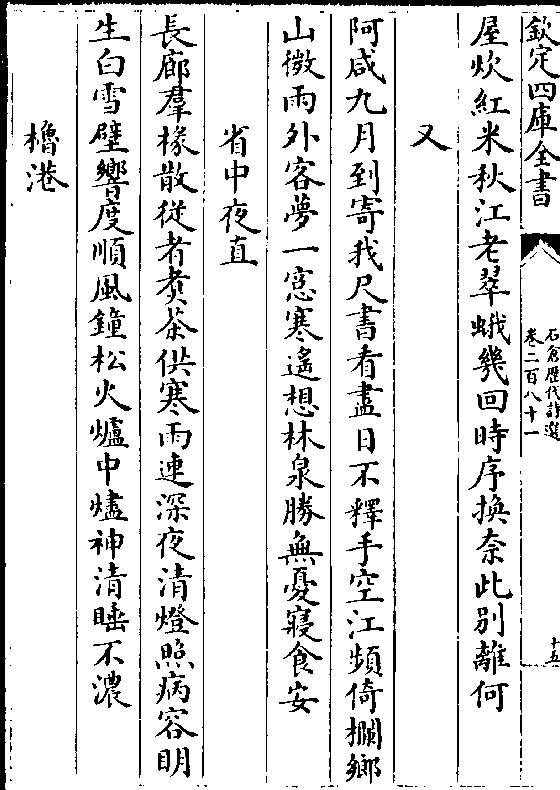 欽定四庫全書
石倉歷代詩選
卷二百八十一
十五
屋炊紅米秋江老翠蛾幾回時序換奈此別離何
又
阿咸九月到寄我尺書看盡日不釋手空江頻倚攔鄉
山微雨外客夢一窓寒遙想林泉勝無憂寢食安
省中夜直
長廊羣椽散從者煑茶供寒雨連深夜清燈照病容明
生白雪壁響度順風鐘松火爐中燼神清睡不濃
櫓港